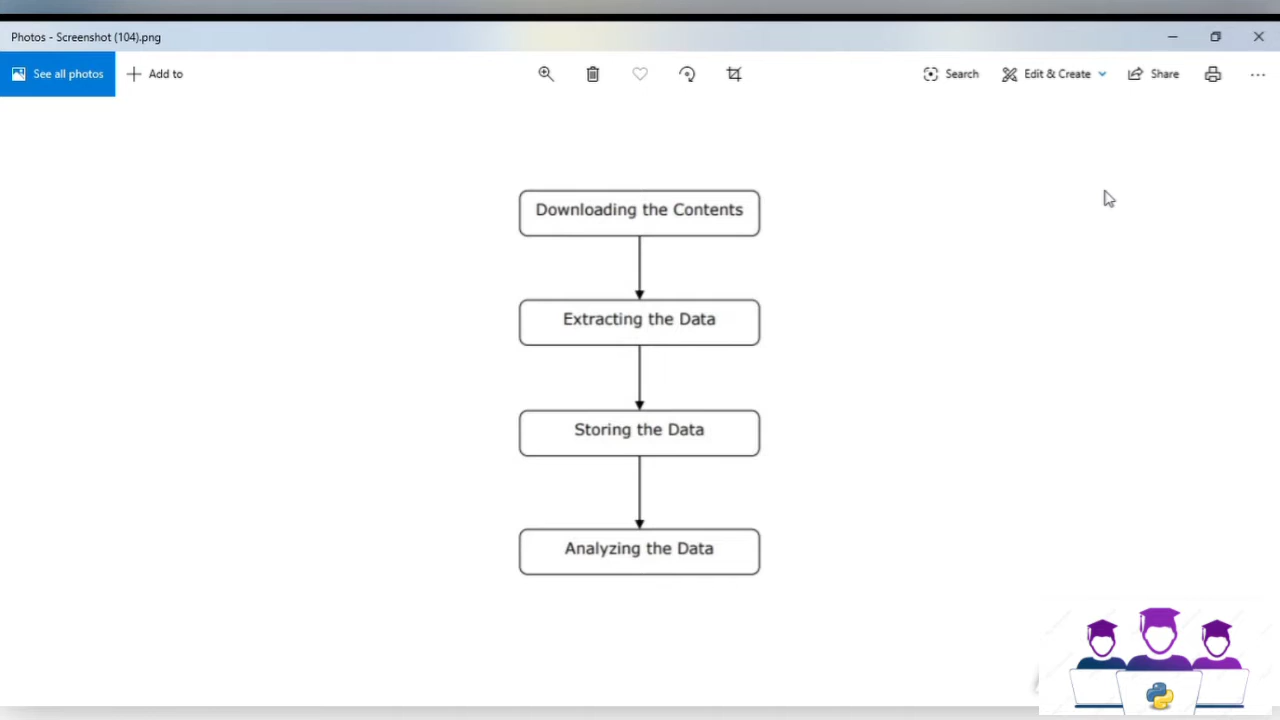 Photos - Screenshot (104).png
See all photos
Add to
Search
Edit & Create
Share
Downloading the Contents
Extracting the Data
Storing the Data
Analyzing the Data